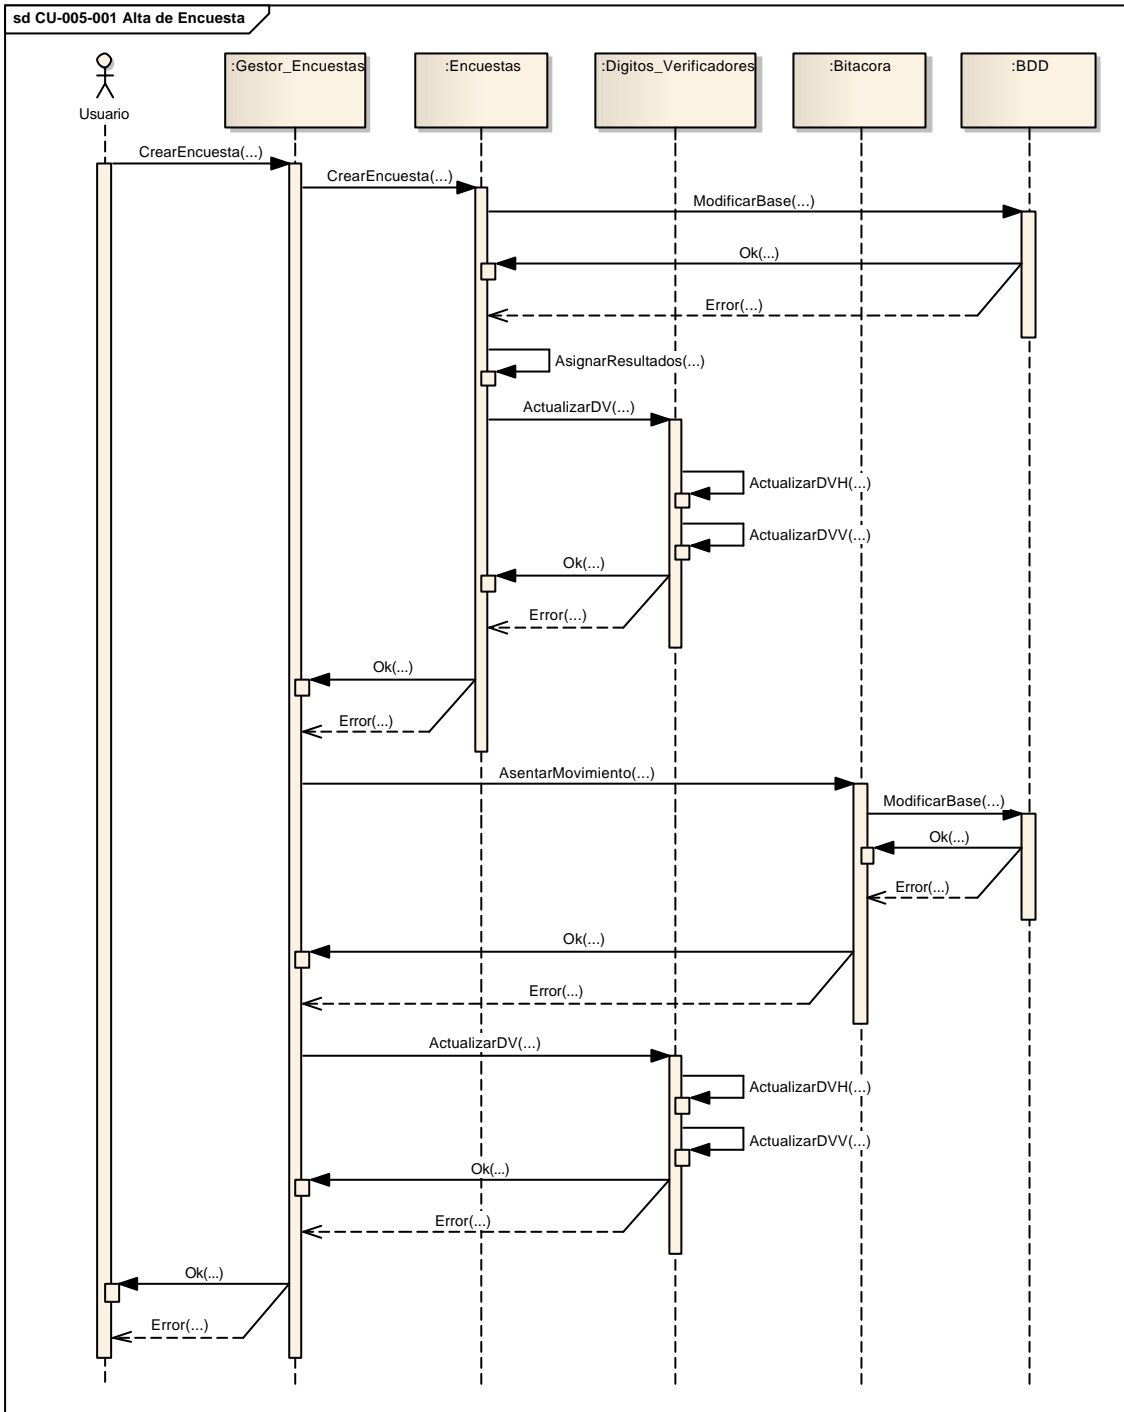 sd CU-005-001 Alta de Encuesta
Usuario
:Gestor_Encuestas
:Encuestas
:Digitos_Verificadores
:Bitacora
:BDD
CrearEncuesta(...)
CrearEncuesta(...)
ModificarBase(...)
Ok(...)
Error(...)
AsignarResultados(...)
ActualizarDV(...)
ActualizarDVH(...)
ActualizarDVV(...)
Ok(...)
Error(...)
Ok(...)
Error(...)
AsentarMovimiento(...)
ModificarBase(...)
Ok(...)
Error(...)
Ok(...)
Error(...)
ActualizarDV(...)
ActualizarDVH(...)
ActualizarDVV(...)
Ok(...)
Error(...)
Ok(...)
Error(...)